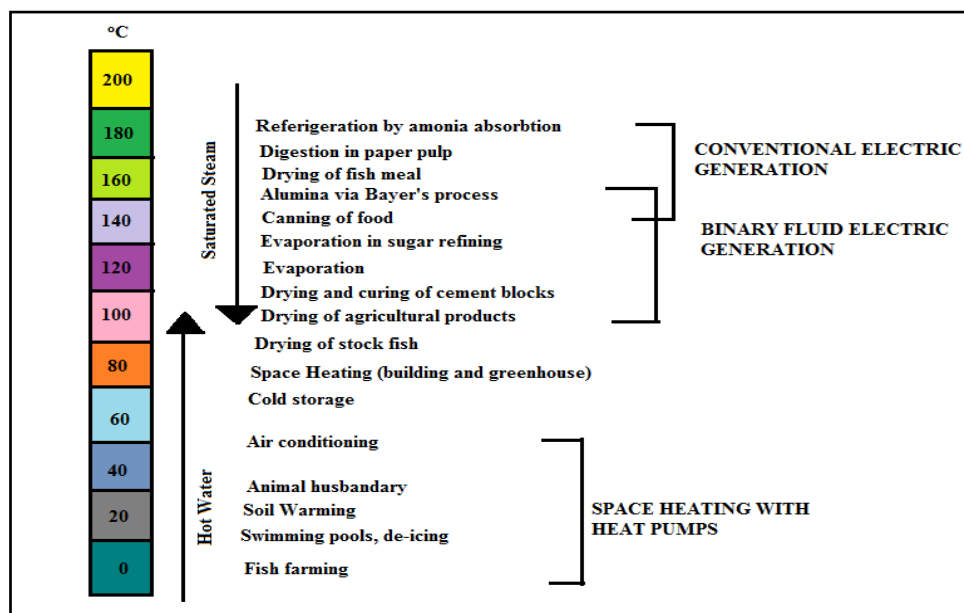 °C
200
180
160
140
120
100
80
60
40
20
0
Saturated Steam
Hot Water
Referigeration by amonia absorbtion
Digestion in paper pulp
Drying of fish meal
Alumina via Bayer's process
Canning of food
Evaporation in sugar refining
Evaporation
Drying and curing of cement blocks
Drying of agricultural products
Drying of stock fish
Space Heating (building and greenhouse)
Cold storage
Air conditioning
Animal husbandary
Soil Warming
Swimming pools, de-icing
Fish farming
CONVENTIONAL ELECTRIC
GENERATION
BINARY FLUID ELECTRIC
GENERATION
SPACE HEATING WITH
HEAT PUMPS